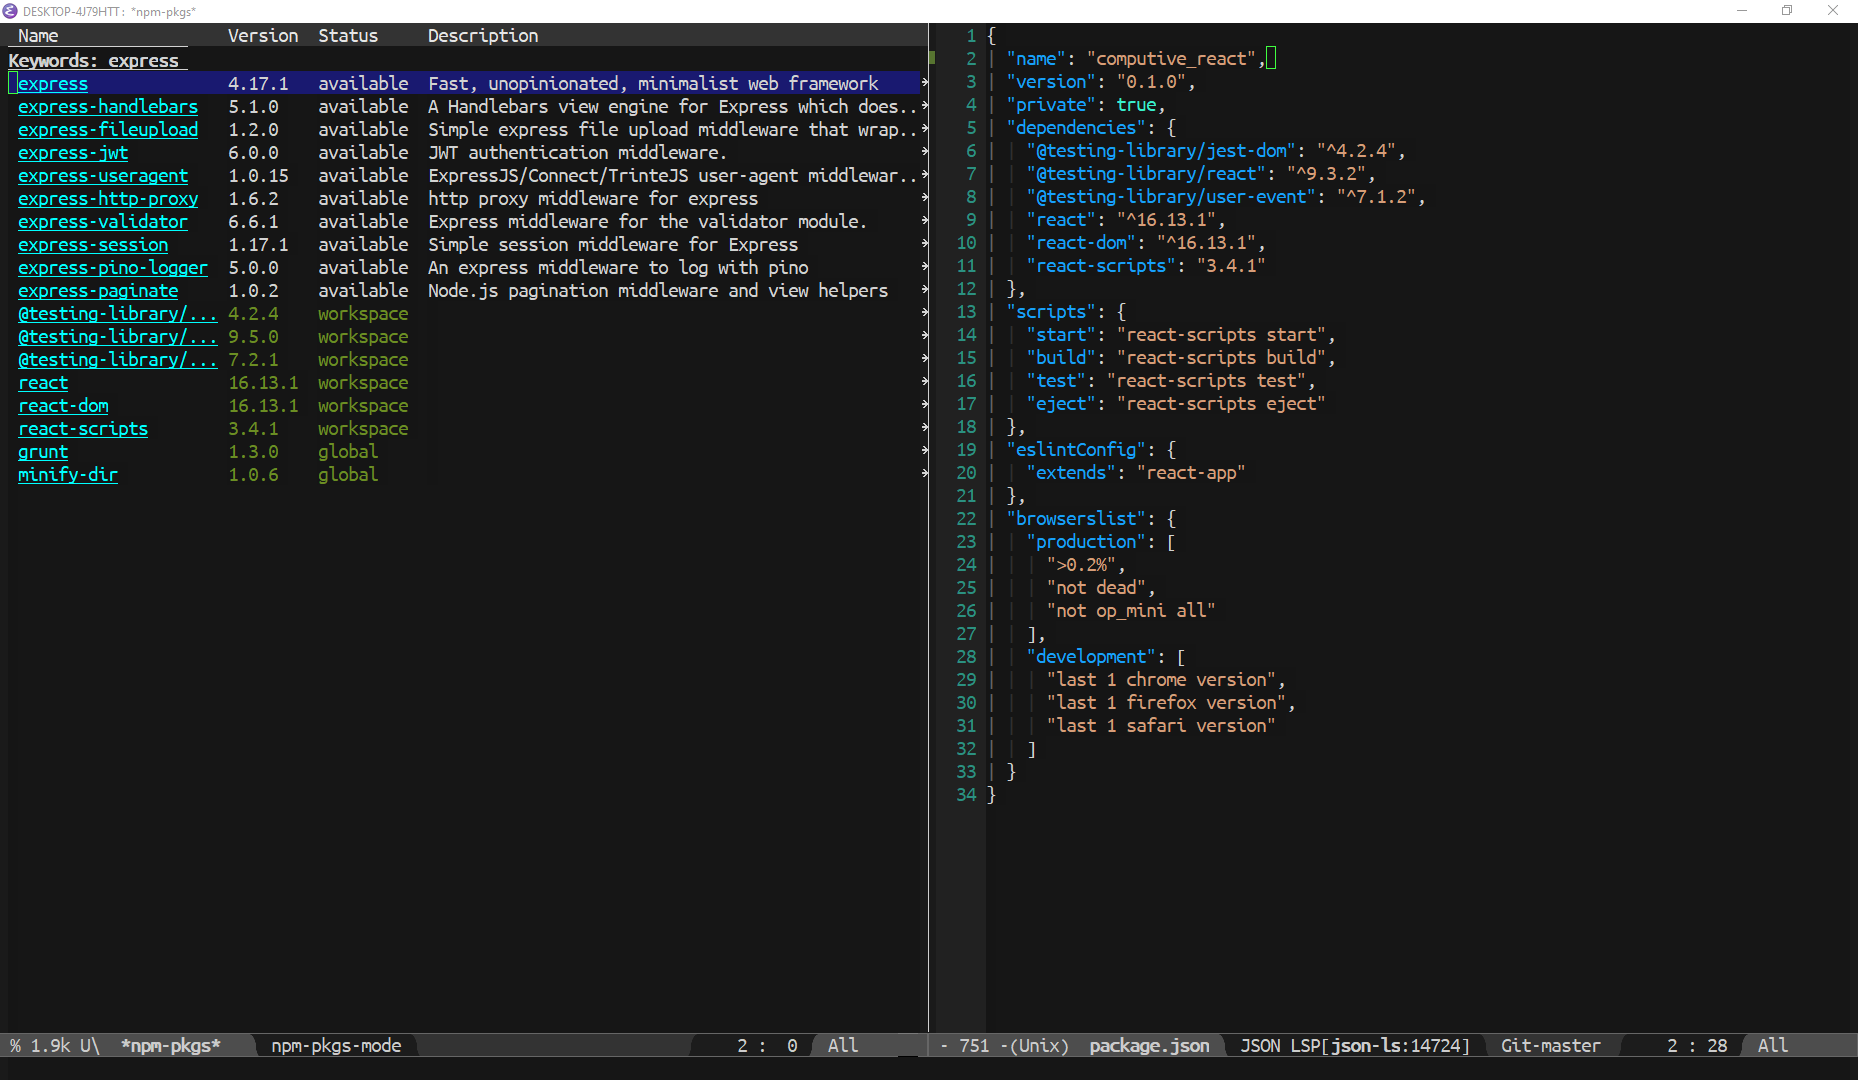 DESKTOP-4J79HTT: *npm-pkgs*
Name Version Status Description
Keywords: express
express 4.17.1 available Fast, unopinionated, minimalist web framework
express-handlebars 5.1.0 available A Handlebars view engine for Express which does..
express-fileupload 1.2.0 available Simple express file upload middleware that wrap..
express-jwt 6.0.0 available JWT authentication middleware.
express-useragent 1.0.15 available ExpressJS/Connect/TrinteJS user-agent middlewar..
express-http-proxy 1.6.2 available http proxy middleware for express
express-validator 6.6.1 available Express middleware for the validator module.
express-session 1.17.1 available Simple session middleware for Express
express-pino-logger 5.0.0 available An express middleware to log with pino
express-paginate 1.0.2 available Node.js pagination middleware and view helpers
@testing-library/... 4.2.4 workspace
@testing-library/... 9.5.0 workspace
@testing-library/... 7.2.1 workspace
react 16.13.1 workspace
react-dom 16.13.1 workspace
react-scripts 3.4.1 workspace
grunt 1.3.0 global
minify-dir 1.0.6 global
% 1.9k U\ *npm-pkgs* npm-pkgs-mode 2 : 0 All
1 {
2 "name": "computive_react",
3 "version": "0.1.0",
4 "private": true,
5 "dependencies": {
6 "@testing-library/jest-dom": "^4.2.4",
7 "@testing-library/react": "^9.3.2",
8 "@testing-library/user-event": "^7.1.2",
9 "react": "^16.13.1",
10 "react-dom": "^16.13.1",
11 "react-scripts": "3.4.1"
12 },
13 "scripts": {
14 "start": "react-scripts start",
15 "build": "react-scripts build",
16 "test": "react-scripts test",
17 "eject": "react-scripts eject"
18 },
19 "eslintConfig": {
20 "extends": "react-app"
21 },
22 "browserslist": {
23 "production": [
24 ">0.2%",
25 "not dead",
26 "not op_mini all"
27 ],
28 "development": [
29 "last 1 chrome version",
30 "last 1 firefox version",
31 "last 1 safari version"
32 ]
33 }
34 }
- 751 -(Unix) package.json JSON LSP[json-ls:14724] Git-master 2 : 28 All